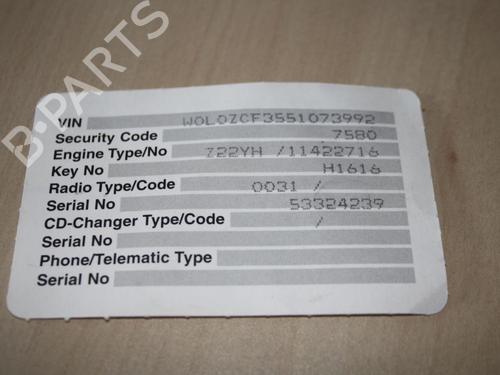 B-PARTS
VIN W0L0ZCF3551073992
Security Code 7580
Engine Type/No Z22YH /11422716
Key No H1616
Radio Type/Code 0031 /
Serial No 53324239
CD-Changer Type/Code /
Serial No
Phone/Telematic Type
Serial No